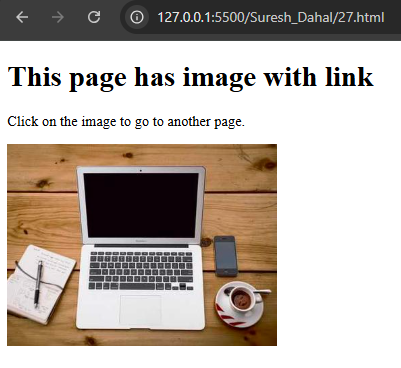 127.0.0.1:5500/Suresh_Dahal/27.html
This page has image with link
Click on the image to go to another page.